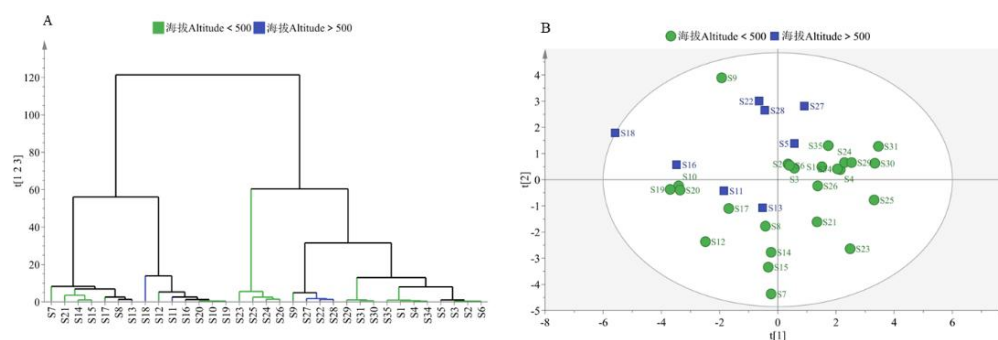 A
海拔Altitude < 500 海拔Altitude > 500
t[1 2 3]
120
100
80
60
40
20
0
S7 S21 S14 S15 S17 S8 S13 S18 S12 S11 S16 S20 S10 S19 S23 S25 S24 S26 S9 S27 S22 S28 S29 S31 S30 S35 S1 S4 S34 S5 S3 S2 S6
B
海拔Altitude < 500 海拔Altitude > 500
t[2]
4
3
2
1
0
-1
-2
-3
-4
-5
S9
S22
S28
S27
S18
S5
S35
S24
S31
S16
S6
S29
S30
S10
S3
S4
S19
S20
S11
S26
S25
S17
S13
S8
S21
S12
S14
S23
S15
S7
-8 -6 -4 -2 0 2 4 6
t[1]